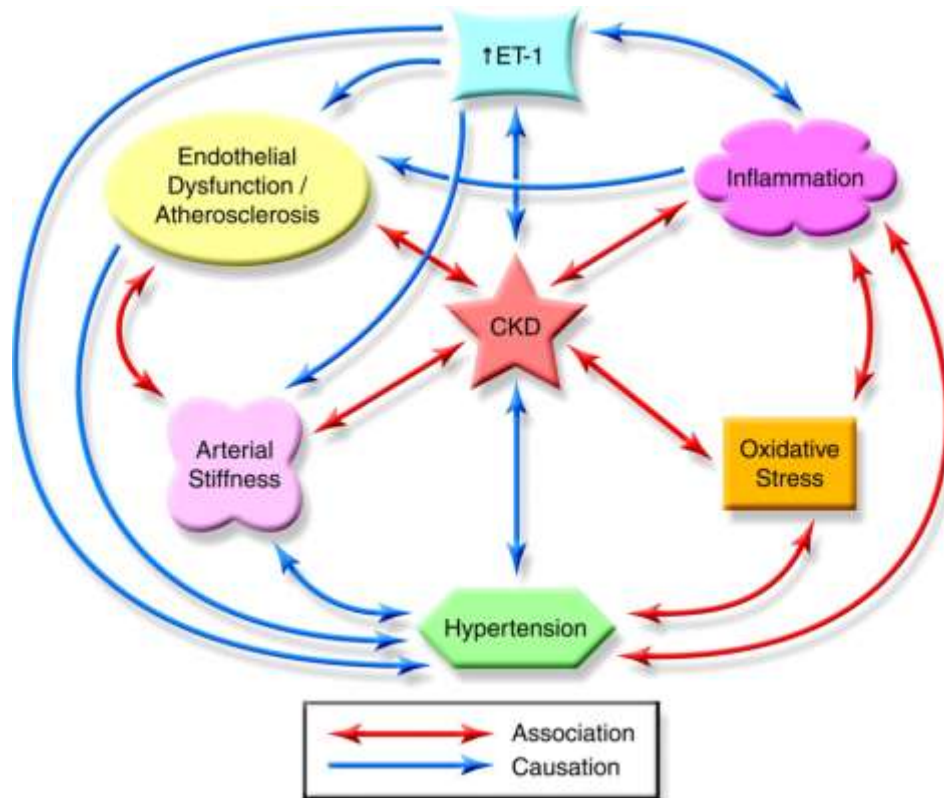 ↑ET-1
Endothelial
Dysfunction /
Atherosclerosis
Inflammation
CKD
Arterial
Stiffness
Oxidative
Stress
Hypertension
Association
Causation